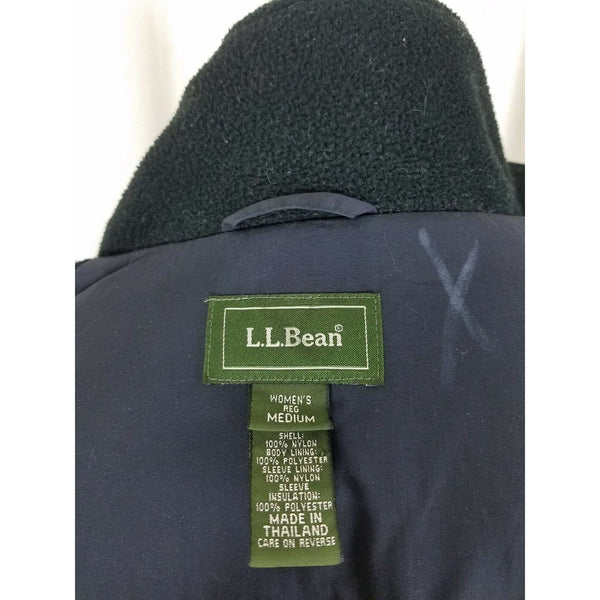 L.L.Bean®
WOMEN'S
REG
MEDIUM
SHELL:
100% NYLON
BODY LINING:
100% POLYESTER
SLEEVE LINING:
100% NYLON
SLEEVE
INSULATION:
100% POLYESTER
MADE IN
THAILAND
CARE ON REVERSE
X